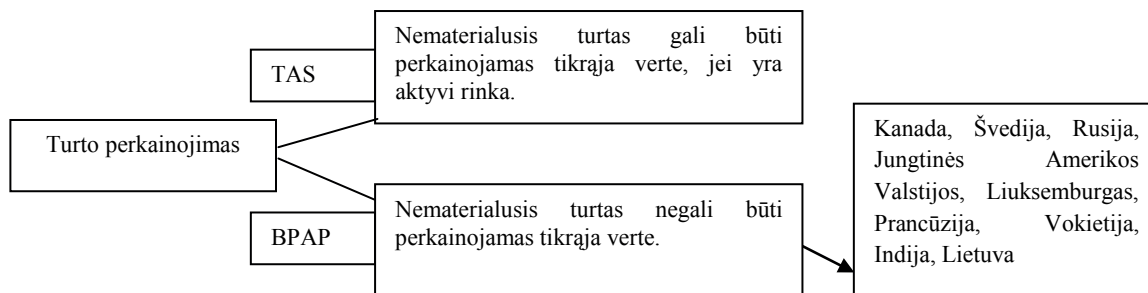 Turto perkainojimas
TAS
Nematerialusis turtas gali būti
perkainojamas tikrąja verte, jei yra
aktyvi rinka.
BPAP
Nematerialusis turtas negali būti
perkainojamas tikrąja verte.
Kanada, Švedija, Rusija,
Jungtinės Amerikos
Valstijos, Liuksemburgas,
Prancūzija, Vokietija,
Indija, Lietuva